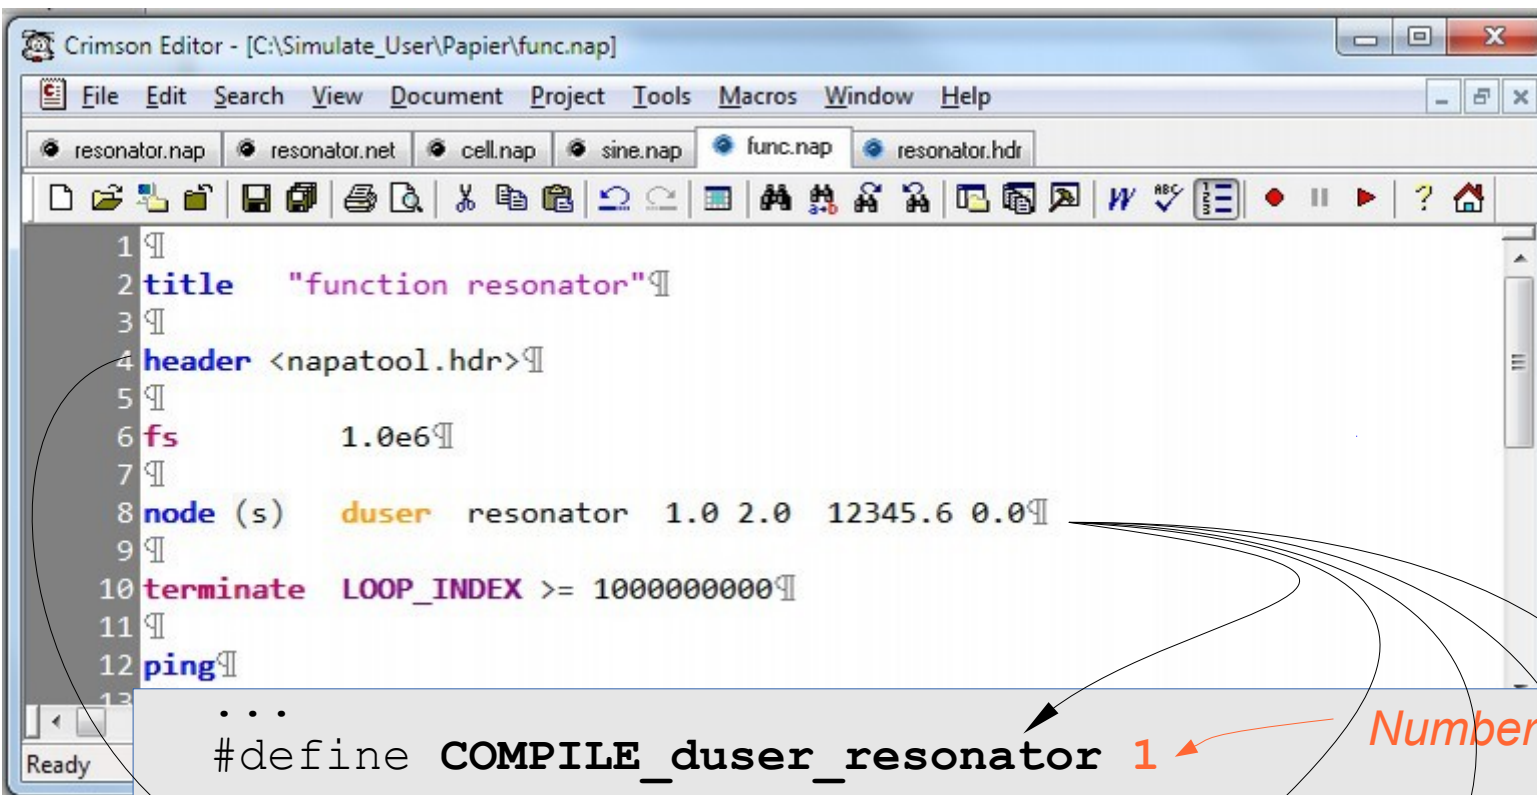 Crimson Editor - [C:\Simulate_User\Papier\func.nap]
File Edit Search View Document Project Tools Macros Window Help
resonator.nap resonator.net cell.nap sine.nap func.nap resonator.hdr
1 ¶
2 title "function resonator"¶
3 ¶
4 header <napatool.hdr>¶
5 ¶
6 fs 1.0e6¶
7 ¶
8 node (s) duser resonator 1.0 2.0 12345.6 0.0¶
9 ¶
10 terminate LOOP_INDEX >= 1000000000¶
11 ¶
12 ping¶
13
...
#define COMPILE_duser_resonator 1
Number
Ready